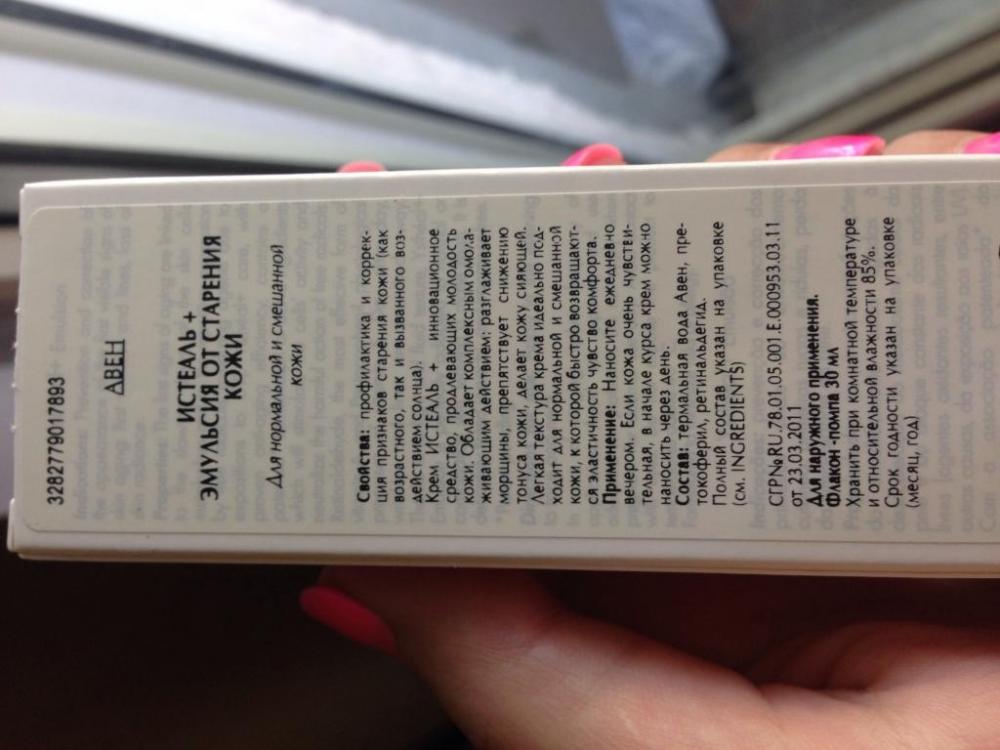 3282779017893
АВЕН
ИСТЕАЛЬ +
ЭМУЛЬСИЯ ОТ СТАРЕНИЯ
КОЖИ
Для нормальной и смешанной
кожи
Свойства: профилактика и коррек-
ция признаков старения кожи (как
возрастного, так и вызванного воз-
действием солнца).
Крем ИСТЕАЛЬ + инновационное
средство, продлевающих молодость
кожи. Обладает комплексным омола-
живающим действием: разглаживает
морщины, препятствует снижению
тонуса кожи, делает кожу сияющей.
Легкая текстура крема идеально под-
ходит для нормальной и смешанной
кожи, к которой быстро возвращают-
ся эластичность чувство комфорта.
Применение: Наносите ежедневно
вечером. Если кожа очень чувстви-
тельная, в начале курса крем можно
наносить через день.
Состав: термальная вода Авен, пре-
токоферил, ретинальдегид.
Полный состав указан на упаковке
(см. INGREDIENTS)
СГР№RU.78.01.05.001.Е.000953.03.11
от 23.03.2011
Для наружного применения.
Флакон -помпа 30 мл
Хранить при комнатной температуре
и относительной влажности 85%.
Срок годности указан на упаковке
(месяц, год)